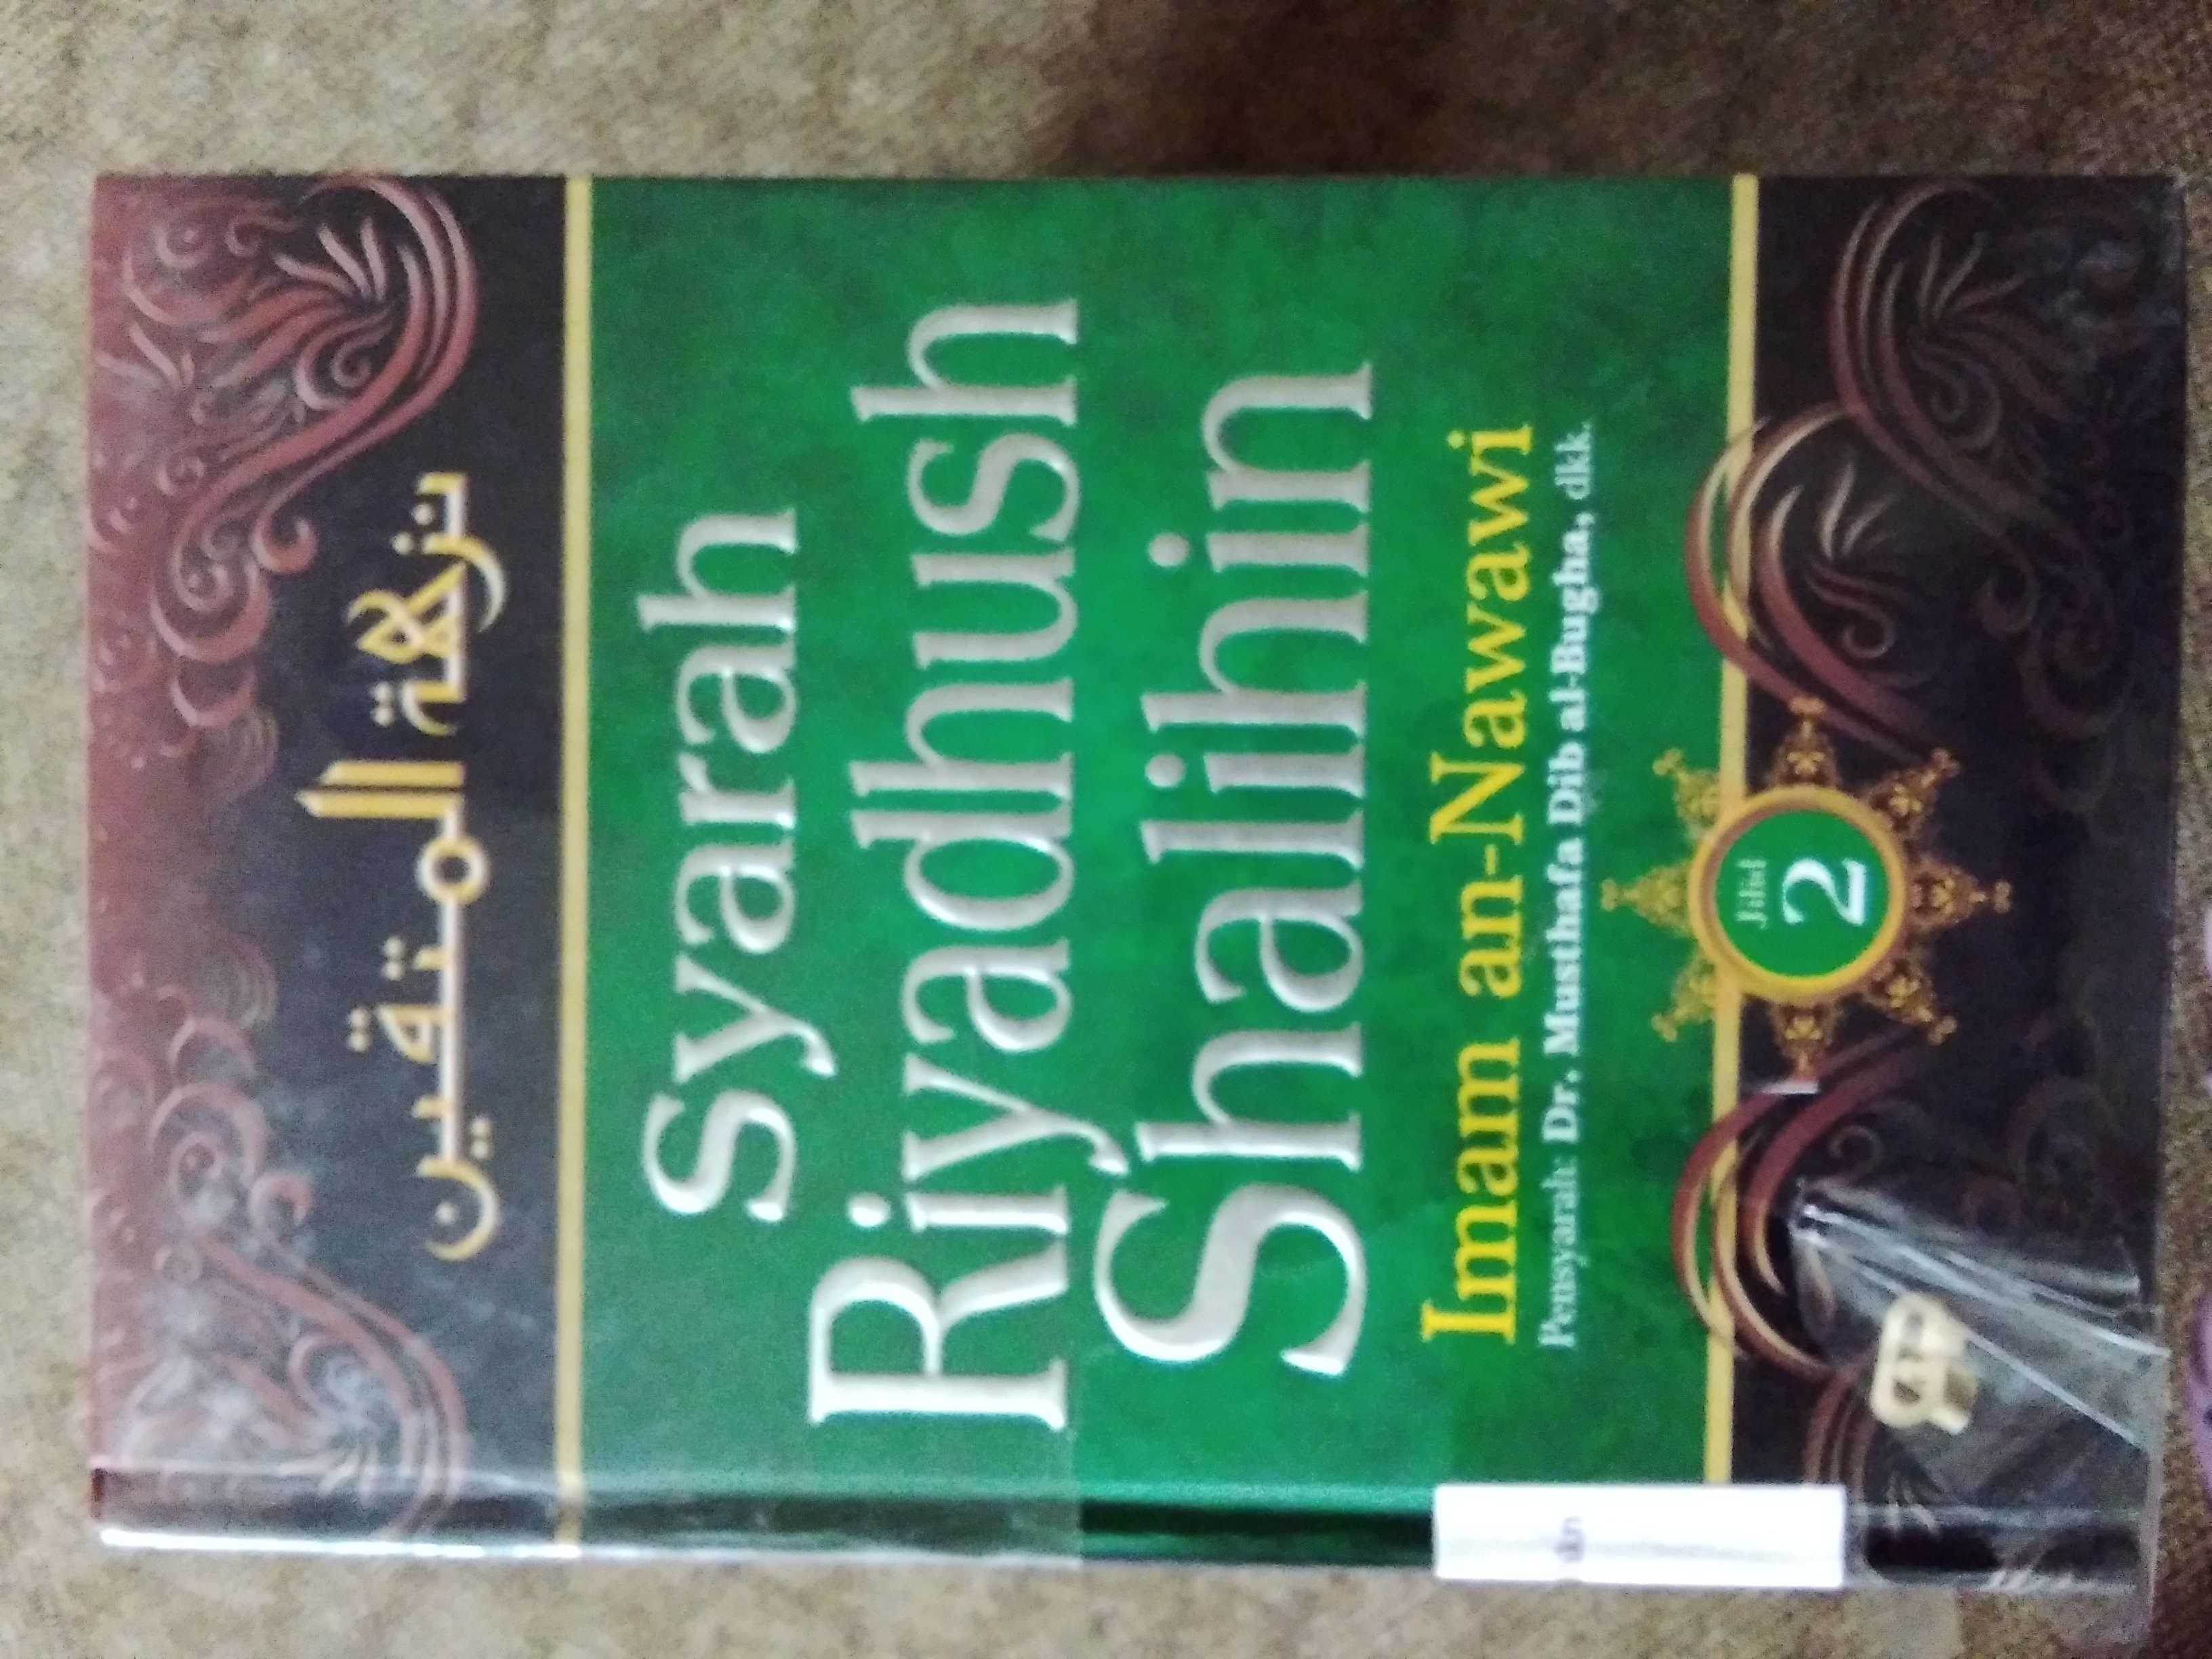 نزهة المتقين
Syarah
Riyadhush
Shalihin
Imam an-Nawawi
Pensyarah: Dr. Musthafa Dib al-Bugha, dkk.
Jilid
2